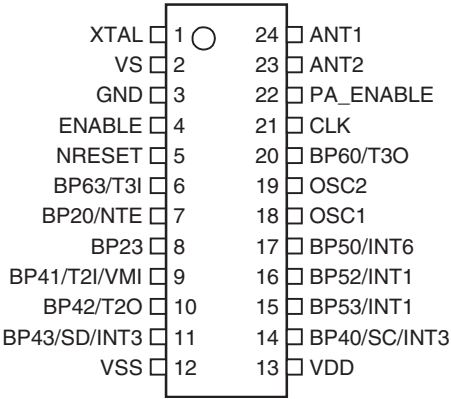 XTAL 1 24 ANT1
VS 2 23 ANT2
GND 3 22 PA_ENABLE
ENABLE 4 21 CLK
NRESET 5 20 BP60/T3O
BP63/T3I 6 19 OSC2
BP20/NTE 7 18 OSC1
BP23 8 17 BP50/INT6
BP41/T2I/VMI 9 16 BP52/INT1
BP42/T2O 10 15 BP53/INT1
BP43/SD/INT3 11 14 BP40/SC/INT3
VSS 12 13 VDD